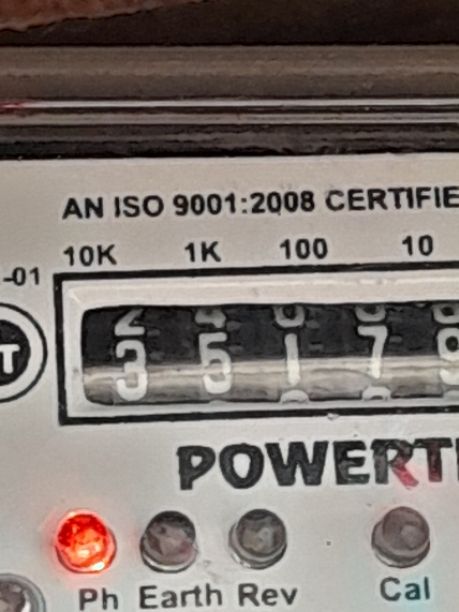 AN ISO 9001:2008 CERTIFIE
10K 1K 100 10
-01
T
3 5 1 7 9
POWERT
Ph Earth Rev Cal